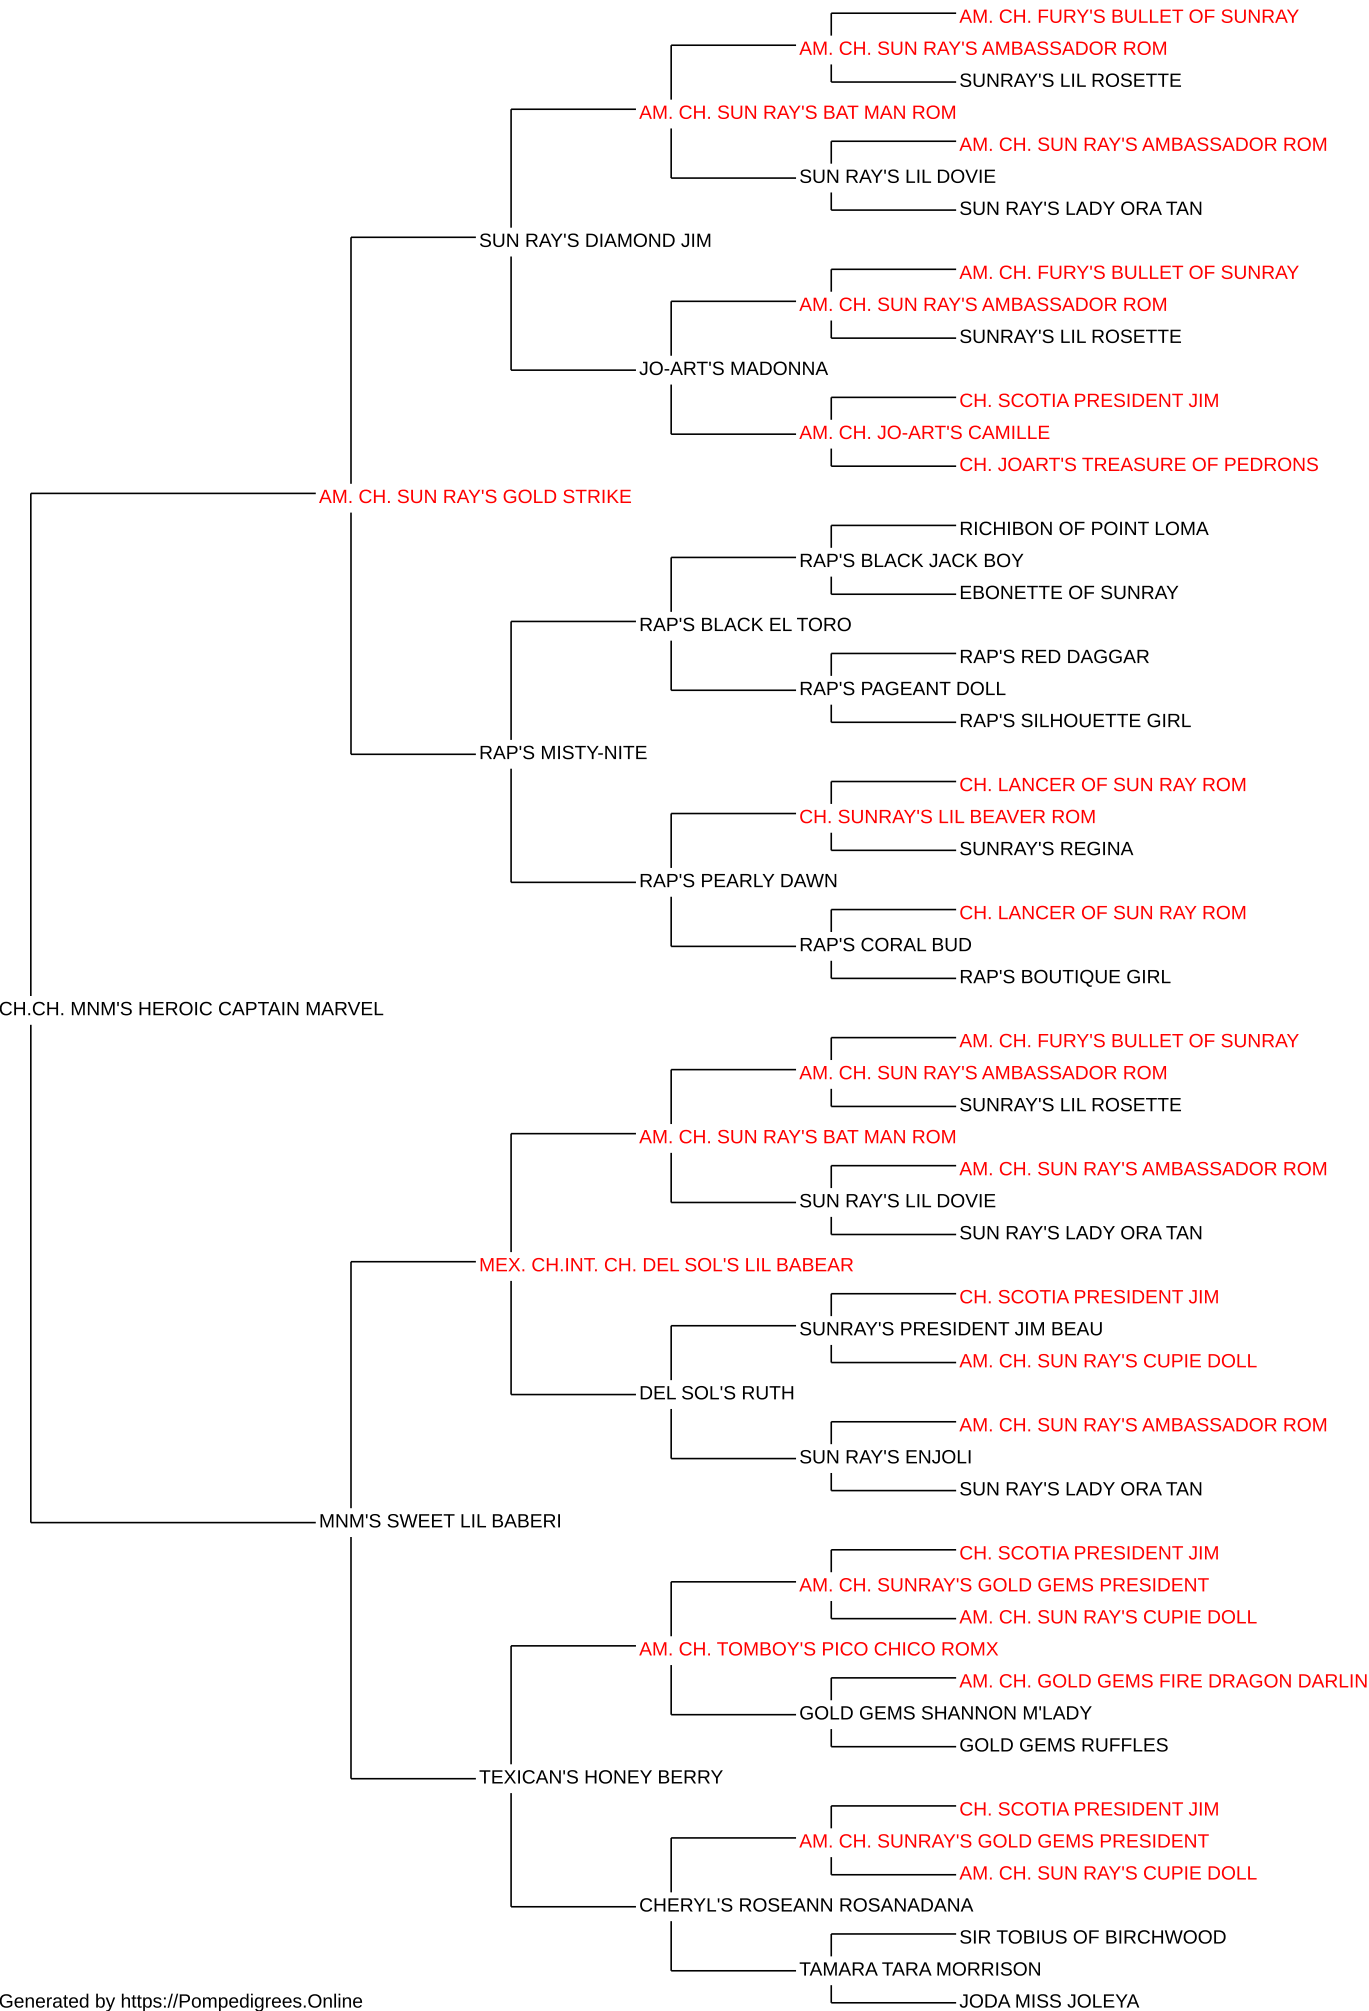 AM. CH. FURY'S BULLET OF SUNRAY
AM. CH. SUN RAY'S AMBASSADOR ROM
SUNRAY'S LIL ROSETTE
AM. CH. SUN RAY'S BAT MAN ROM
AM. CH. SUN RAY'S AMBASSADOR ROM
SUN RAY'S LIL DOVIE
SUN RAY'S LADY ORA TAN
SUN RAY'S DIAMOND JIM
AM. CH. FURY'S BULLET OF SUNRAY
AM. CH. SUN RAY'S AMBASSADOR ROM
SUNRAY'S LIL ROSETTE
JO-ART'S MADONNA
CH. SCOTIA PRESIDENT JIM
AM. CH. JO-ART'S CAMILLE
CH. JOART'S TREASURE OF PEDRONS
AM. CH. SUN RAY'S GOLD STRIKE
RICHIBON OF POINT LOMA
RAP'S BLACK JACK BOY
EBONETTE OF SUNRAY
RAP'S BLACK EL TORO
RAP'S RED DAGGAR
RAP'S PAGEANT DOLL
RAP'S SILHOUETTE GIRL
RAP'S MISTY-NITE
CH. LANCER OF SUN RAY ROM
CH. SUNRAY'S LIL BEAVER ROM
SUNRAY'S REGINA
RAP'S PEARLY DAWN
CH. LANCER OF SUN RAY ROM
RAP'S CORAL BUD
RAP'S BOUTIQUE GIRL
CH.CH. MNM'S HEROIC CAPTAIN MARVEL
AM. CH. FURY'S BULLET OF SUNRAY
AM. CH. SUN RAY'S AMBASSADOR ROM
SUNRAY'S LIL ROSETTE
AM. CH. SUN RAY'S BAT MAN ROM
AM. CH. SUN RAY'S AMBASSADOR ROM
SUN RAY'S LIL DOVIE
SUN RAY'S LADY ORA TAN
MEX. CH.INT. CH. DEL SOL'S LIL BABEAR
CH. SCOTIA PRESIDENT JIM
SUNRAY'S PRESIDENT JIM BEAU
AM. CH. SUN RAY'S CUPIE DOLL
DEL SOL'S RUTH
AM. CH. SUN RAY'S AMBASSADOR ROM
SUN RAY'S ENJOLI
SUN RAY'S LADY ORA TAN
MNM'S SWEET LIL BABERI
CH. SCOTIA PRESIDENT JIM
AM. CH. SUNRAY'S GOLD GEMS PRESIDENT
AM. CH. SUN RAY'S CUPIE DOLL
AM. CH. TOMBOY'S PICO CHICO ROMX
AM. CH. GOLD GEMS FIRE DRAGON DARLIN
GOLD GEMS SHANNON M'LADY
GOLD GEMS RUFFLES
TEXICAN'S HONEY BERRY
CH. SCOTIA PRESIDENT JIM
AM. CH. SUNRAY'S GOLD GEMS PRESIDENT
AM. CH. SUN RAY'S CUPIE DOLL
CHERYL'S ROSEANN ROSANADANA
SIR TOBIUS OF BIRCHWOOD
TAMARA TARA MORRISON
JODA MISS JOLEYA
Generated by https://Pompedigrees.Online